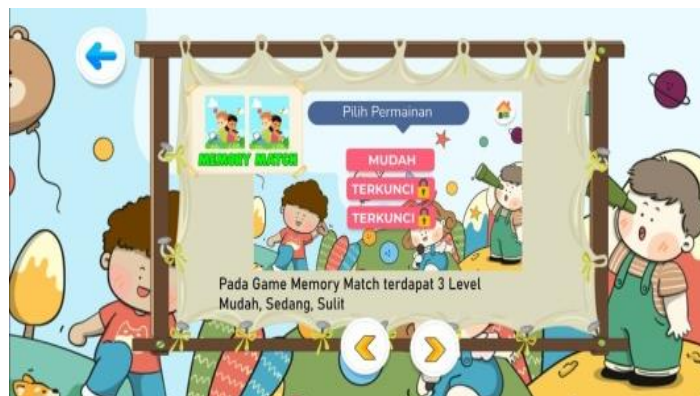 Pilih Permainan
MEMORY MATCH
MUDAH
TERKUNCI
TERKUNCI
Pada Game Memory Match terdapat 3 Level
Mudah, Sedang, Sulit